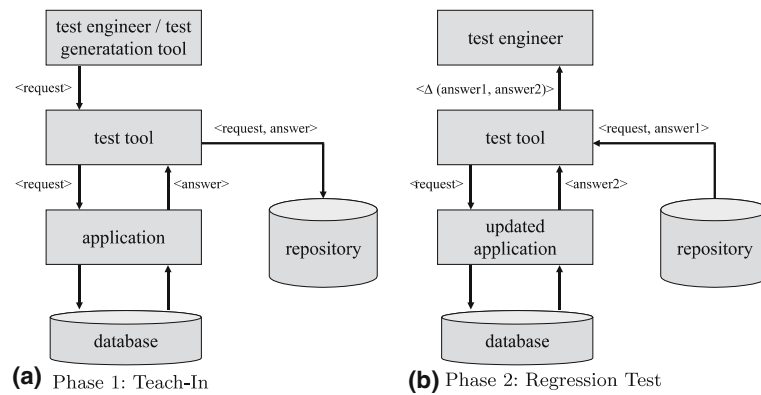 test engineer / test
generatation tool
<request>
test tool
<request, answer>
<request>
<answer>
application
repository
database
(a) Phase 1: Teach-In
test engineer
<Δ (answer1, answer2)>
test tool
<request, answer1>
<request>
<answer2>
updated
application
repository
database
(b) Phase 2: Regression Test